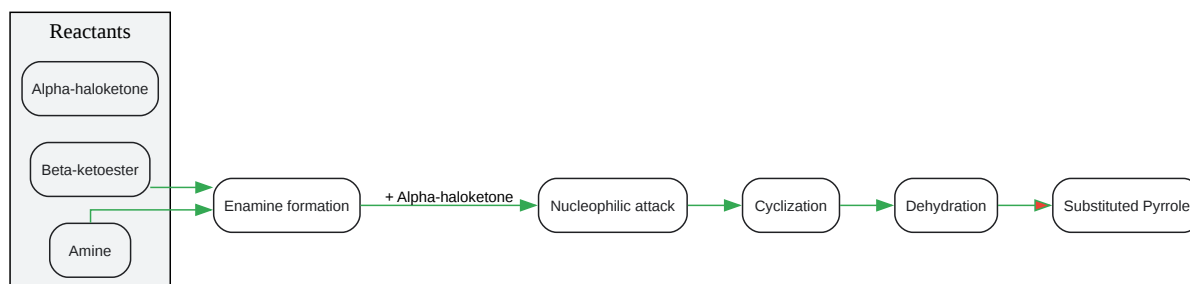 Reactants
Alpha-haloketone
Beta-ketoester
Amine
Enamine formation
+ Alpha-haloketone
Nucleophilic attack
Cyclization
Dehydration
Substituted Pyrrole